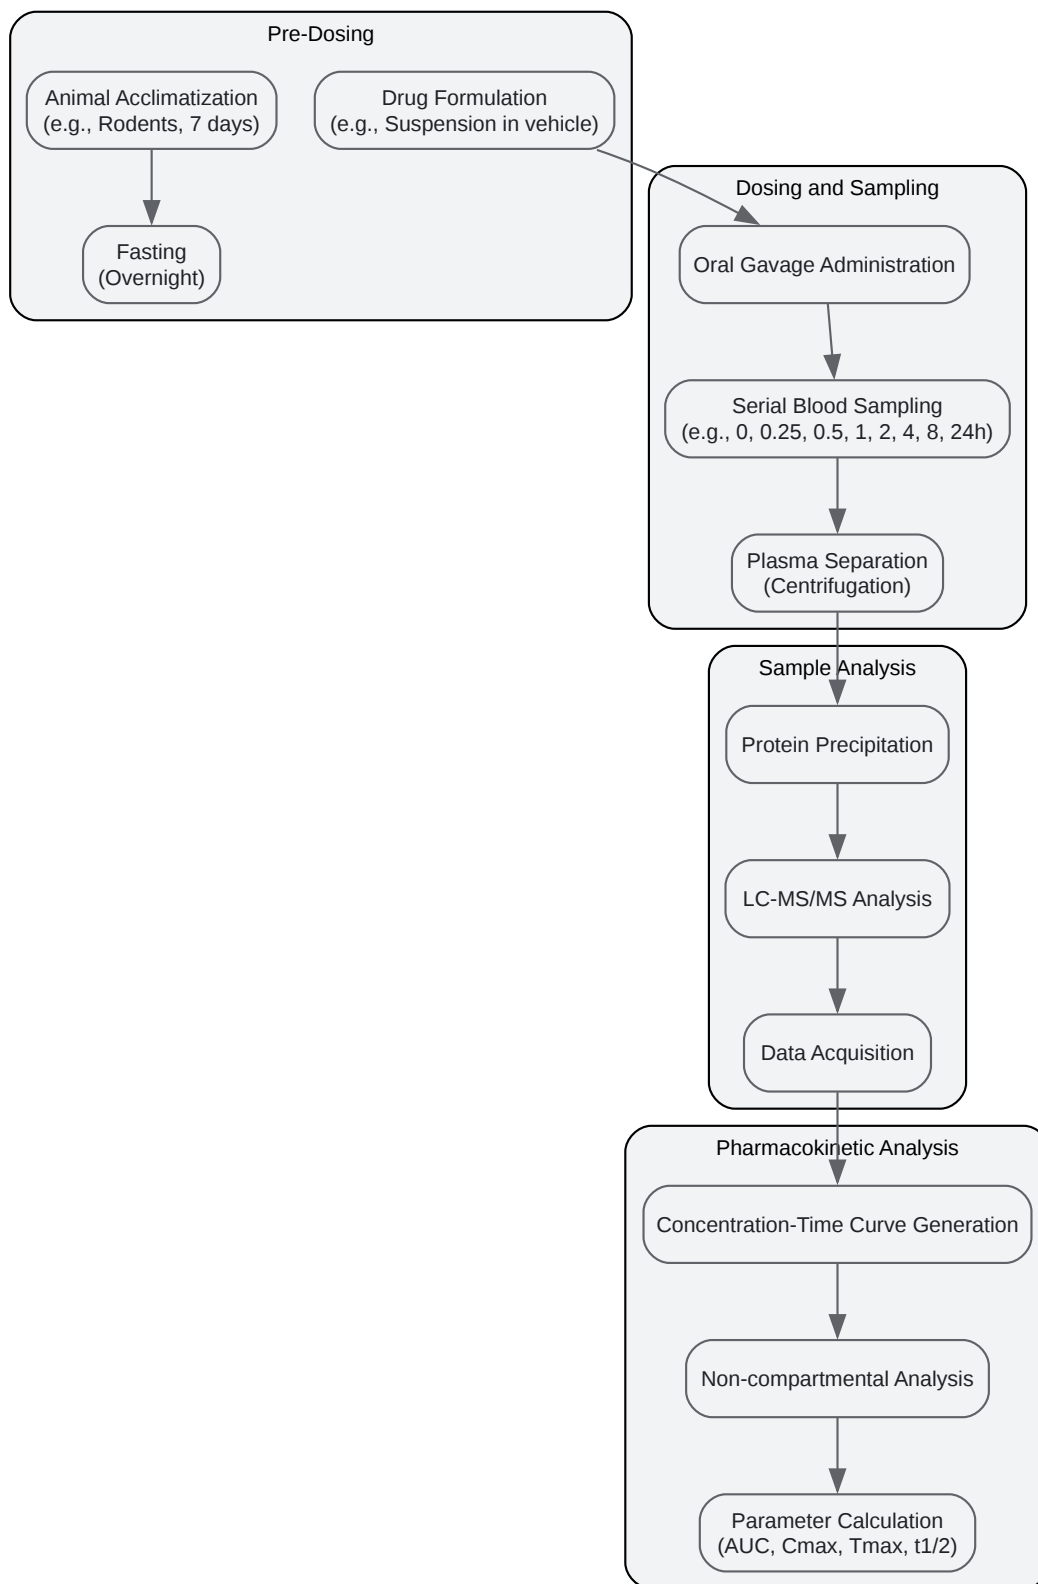 Pre-Dosing
Animal Acclimatization
(e.g., Rodents, 7 days)
Drug Formulation
(e.g., Suspension in vehicle)
Fasting
(Overnight)
Dosing and Sampling
Oral Gavage Administration
Serial Blood Sampling
(e.g., 0, 0.25, 0.5, 1, 2, 4, 8, 24h)
Plasma Separation
(Centrifugation)
Sample Analysis
Protein Precipitation
LC-MS/MS Analysis
Data Acquisition
Pharmacokinetic Analysis
Concentration-Time Curve Generation
Non-compartmental Analysis
Parameter Calculation
(AUC, Cmax, Tmax, t1/2)